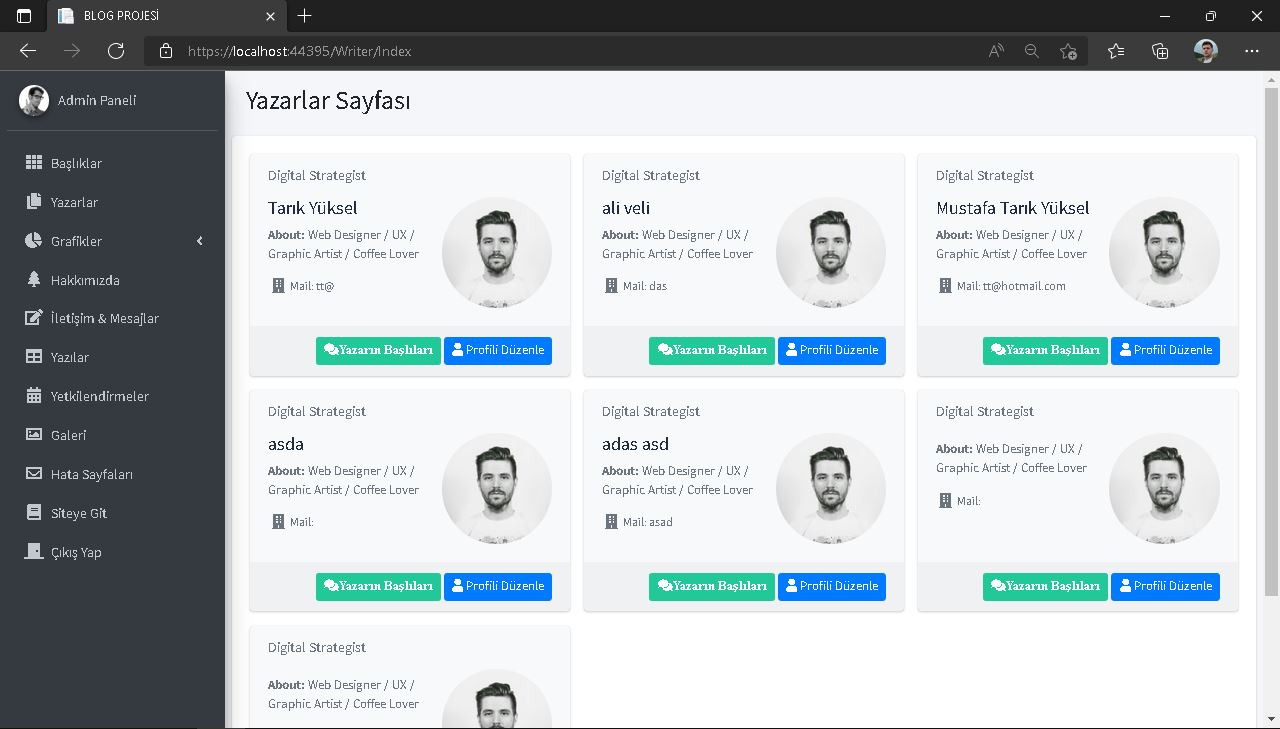 BLOG PROJESİ
https://localhost:44395/Writer/Index
Admin Paneli
Başlıklar
Yazarlar
Grafikler
Hakkımızda
İletişim & Mesajlar
Yazılar
Yetkilendirmeler
Galeri
Hata Sayfaları
Siteye Git
Çıkış Yap
Yazarlar Sayfası
Digital Strategist
Tarık Yüksel
About: Web Designer / UX /
Graphic Artist / Coffee Lover
Mail: tt@
Yazarın Başlıları Profili Düzenle
Digital Strategist
ali veli
About: Web Designer / UX /
Graphic Artist / Coffee Lover
Mail: das
Yazarın Başlıları Profili Düzenle
Digital Strategist
Mustafa Tarık Yüksel
About: Web Designer / UX /
Graphic Artist / Coffee Lover
Mail: tt@hotmail.com
Yazarın Başlıları Profili Düzenle
Digital Strategist
asda
About: Web Designer / UX /
Graphic Artist / Coffee Lover
Mail:
Yazarın Başlıları Profili Düzenle
Digital Strategist
adas asd
About: Web Designer / UX /
Graphic Artist / Coffee Lover
Mail: asad
Yazarın Başlıları Profili Düzenle
Digital Strategist
About: Web Designer / UX /
Graphic Artist / Coffee Lover
Mail:
Yazarın Başlıları Profili Düzenle
Digital Strategist
About: Web Designer / UX /
Graphic Artist / Coffee Lover